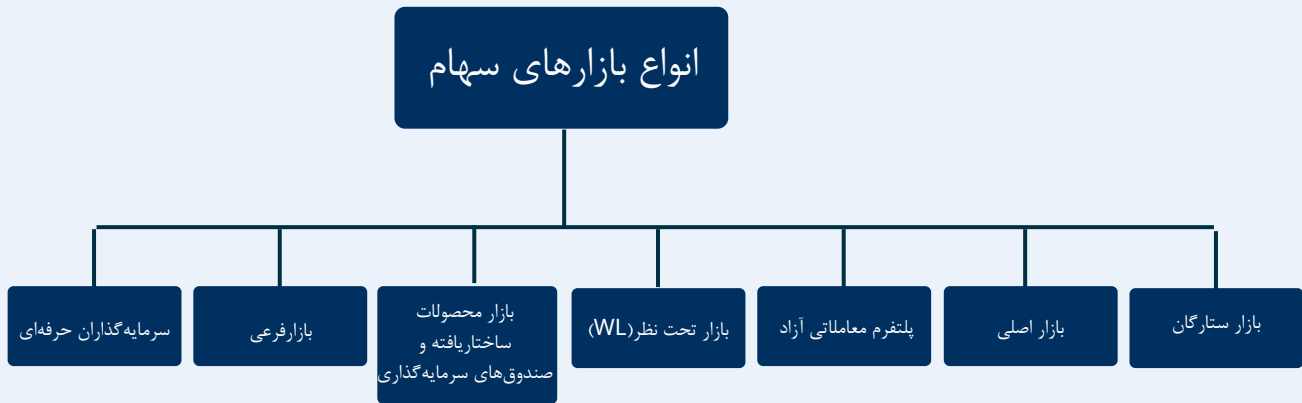 انواع بازارهای سهام
بازار ستارگان
بازار اصلی
پلتفرم معاملاتی آزاد
بازار تحت نظر(WL)
بازار محصولات
ساختاریافته و
صندوق‌های سرمایه‌گذاری
بازارفرعی
سرمایه‌گذاران حرفه‌ای